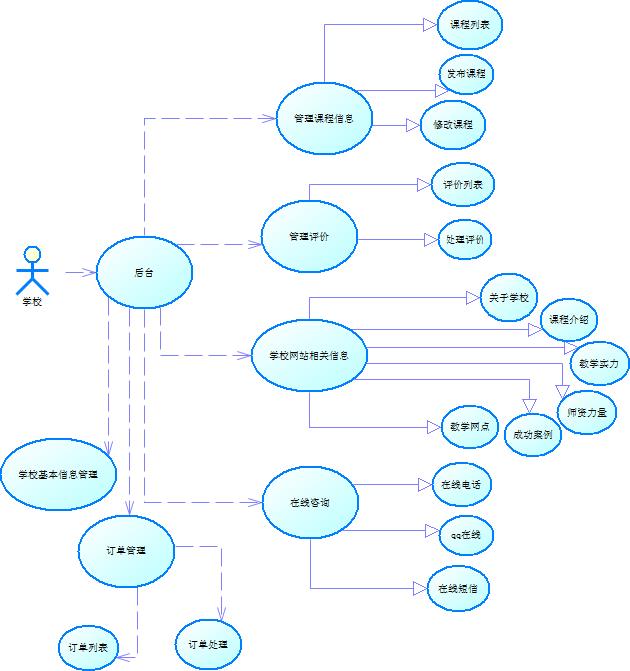 课程列表
发布课程
管理课程信息
修改课程
评价列表
管理评价
处理评价
后台
学校
关于学校
课程介绍
学校网站相关信息
教学实力
师资力量
教学网点
成功案例
学校基本信息管理
在线电话
在线咨询
qq在线
订单管理
在线短信
订单列表
订单处理